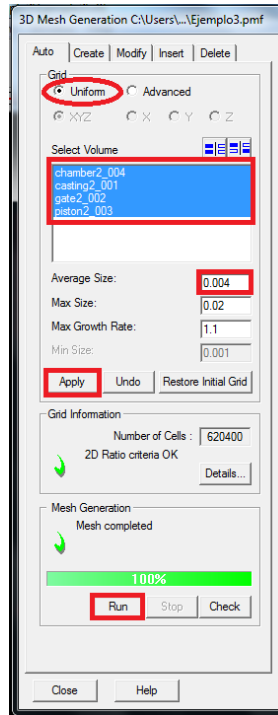 3D Mesh Generation C:\Users\...\Ejemplo3.pmf
Auto Create Modify Insert Delete
Grid
Uniform Advanced
XYZ X Y Z
Select Volume
chamber2_004
casting2_001
gate2_002
piston2_003
Average Size: 0.004
Max Size: 0.02
Max Growth Rate: 1.1
Min Size: 0.001
Apply Undo Restore Initial Grid
Grid Information
Number of Cells : 620400
2D Ratio criteria OK
Details...
Mesh Generation
Mesh completed
100%
Run Stop Check
Close Help